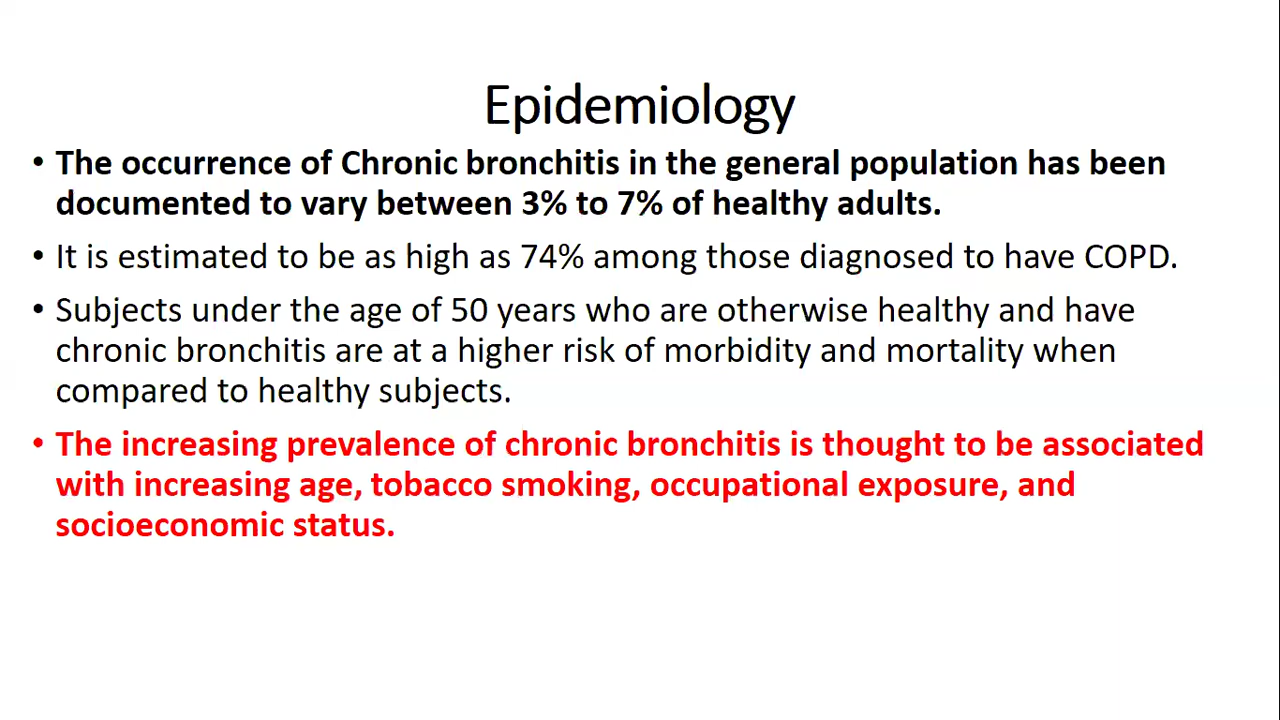 Epidemiology
• The occurrence of Chronic bronchitis in the general population has been
documented to vary between 3% to 7% of healthy adults.
• It is estimated to be as high as 74% among those diagnosed to have COPD.
• Subjects under the age of 50 years who are otherwise healthy and have
chronic bronchitis are at a higher risk of morbidity and mortality when
compared to healthy subjects.
• The increasing prevalence of chronic bronchitis is thought to be associated
with increasing age, tobacco smoking, occupational exposure, and
socioeconomic status.